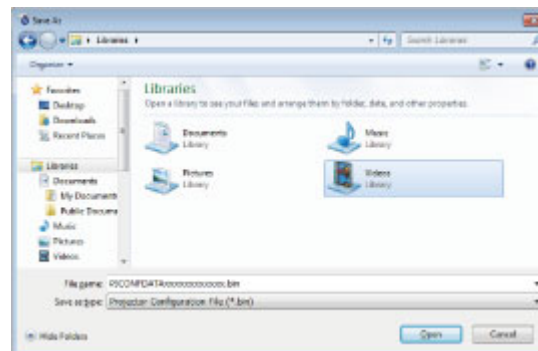 Save As
Libraries
Search Libraries
Organize
Favorites
Desktop
Downloads
Recent Places
Libraries
Documents
My Documents
Public Docume
Music
Pictures
Videos
Libraries
Open a library to see your files and arrange them by folder, date, and other properties.
Documents
Library
Music
Library
Pictures
Library
Videos
Library
File name:
Save as type: Projector Configuration File (*.bin)
Hide Folders
Open
Cancel